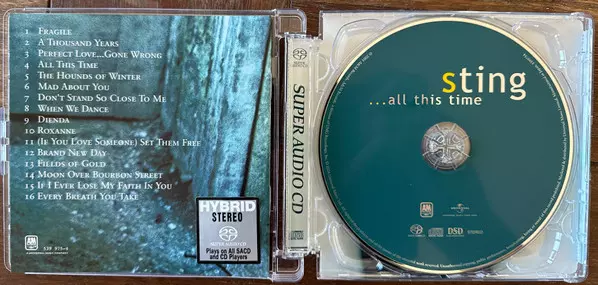 1 Fragile
2 A Thousand Years
3 Perfect Love...Gone Wrong
4 All This Time
5 The Hounds of Winter
6 Mad About You
7 Don't Stand So Close To Me
8 When We Dance
9 Dienda
10 Roxanne
11 (If You Love Someone) Set Them Free
12 Brand New Day
13 Fields of Gold
14 Moon Over Bourbon Street
15 If I Ever Lose My Faith In You
16 Every Breath You Take
HYBRID
STEREO
SUPER AUDIO CD
Plays on All SACD
and CD Players
A&M
SUPER AUDIO CD
sting
...all this time
A&M
UNIVERSAL
DSD